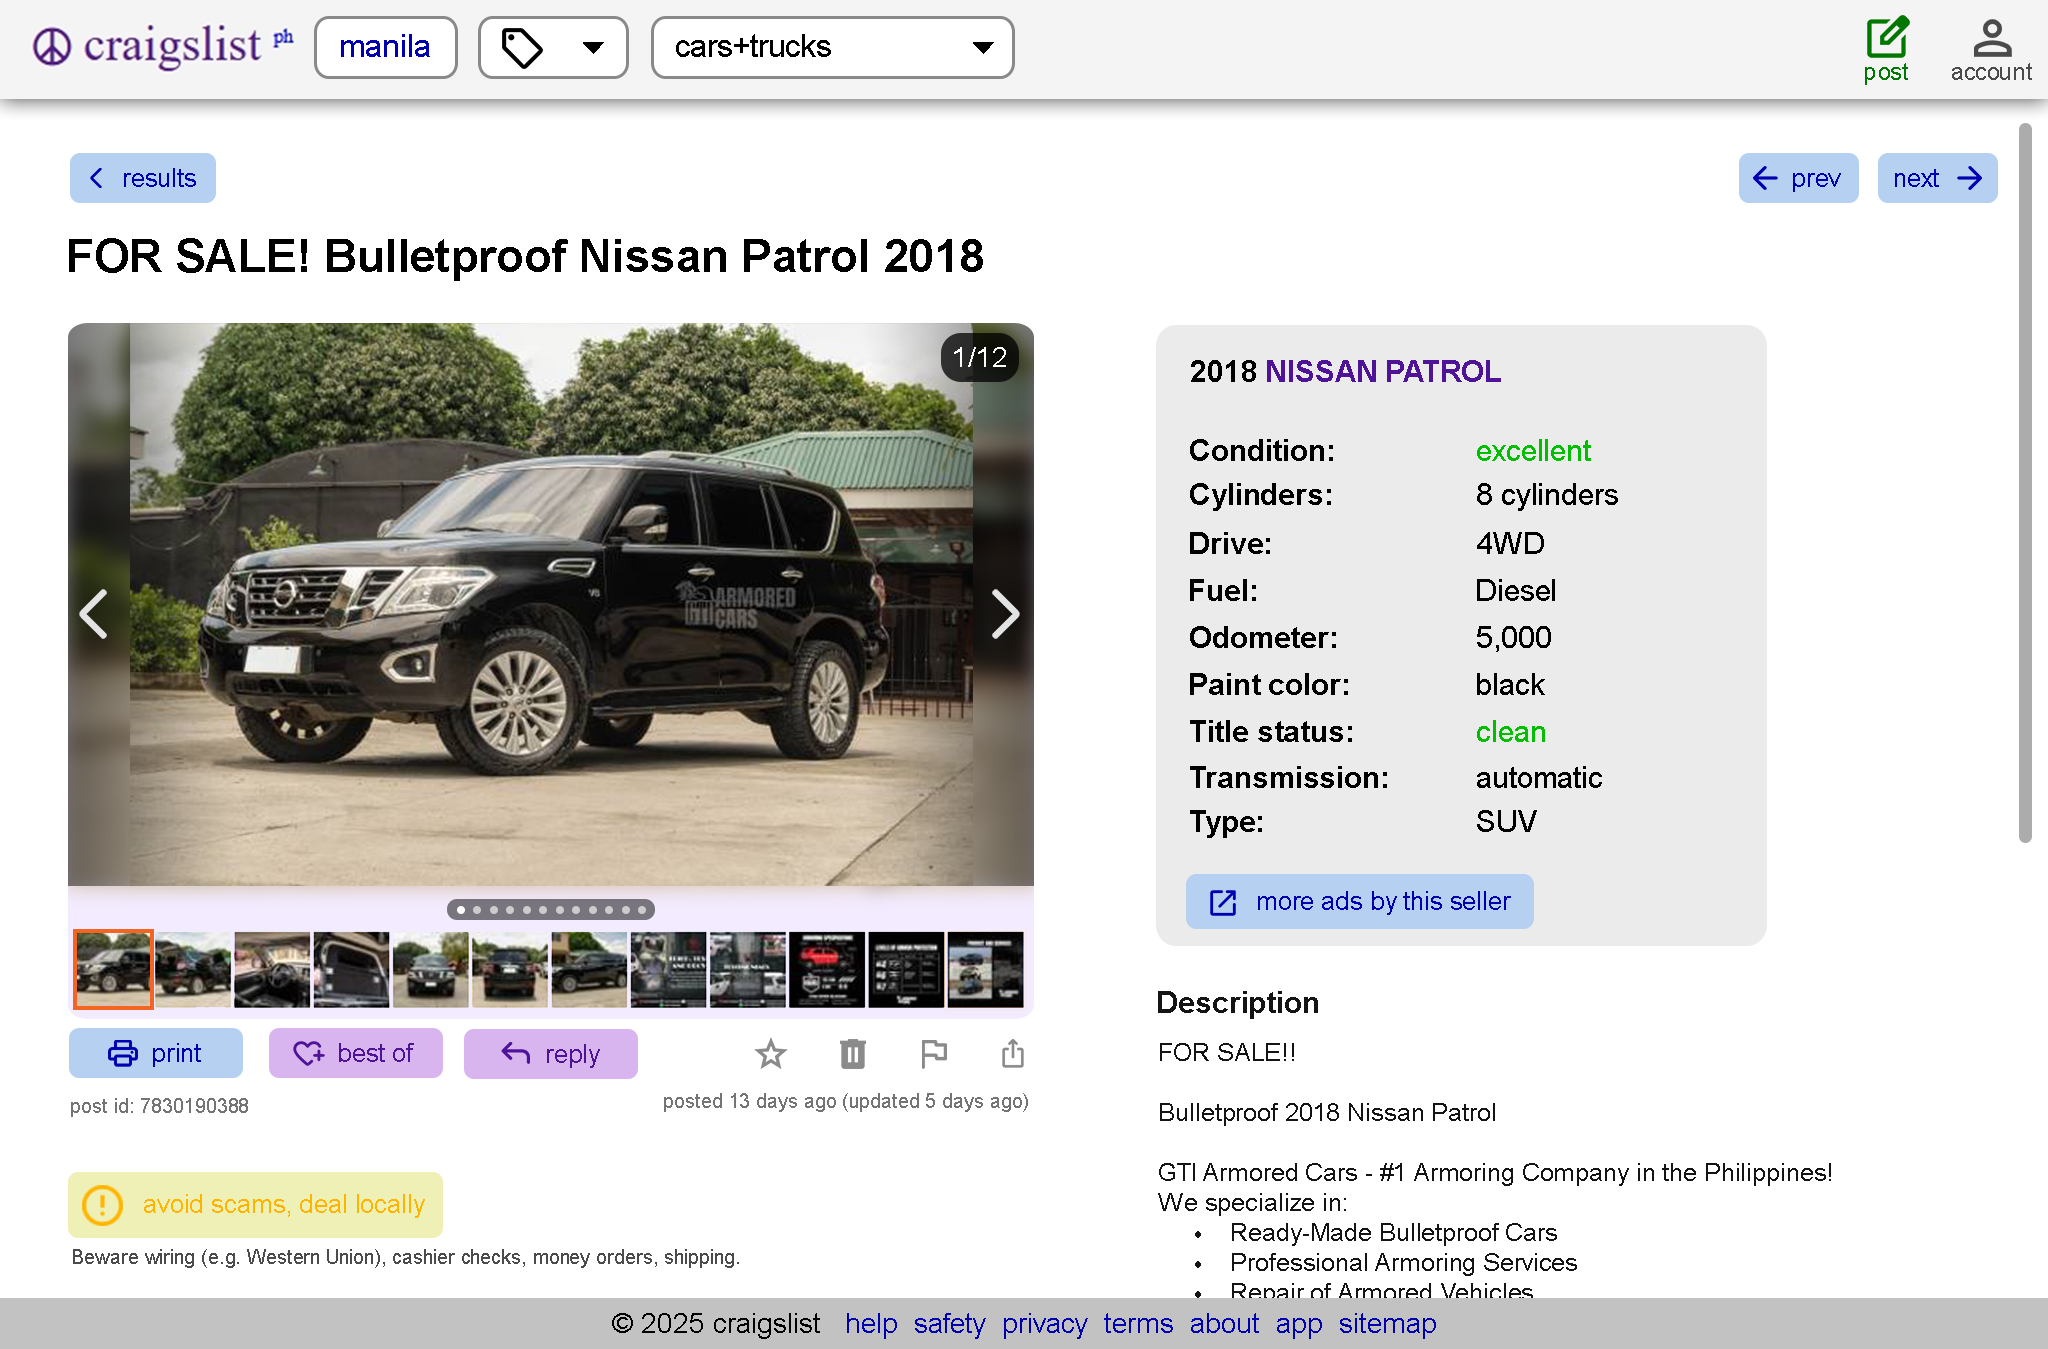 craigslist ph
manila
cars+trucks
post
account
results
prev
next
FOR SALE! Bulletproof Nissan Patrol 2018
1/12
V8
ARMORED
GTI CARS
2018 NISSAN PATROL
Condition: excellent
Cylinders: 8 cylinders
Drive: 4WD
Fuel: Diesel
Odometer: 5,000
Paint color: black
Title status: clean
Transmission: automatic
Type: SUV
more ads by this seller
print
best of
reply
post id: 7830190388
posted 13 days ago (updated 5 days ago)
avoid scams, deal locally
Beware wiring (e.g. Western Union), cashier checks, money orders, shipping.
Description
FOR SALE!!
Bulletproof 2018 Nissan Patrol
GTI Armored Cars - #1 Armoring Company in the Philippines!
We specialize in:
• Ready-Made Bulletproof Cars
• Professional Armoring Services
• Repair of Armored Vehicles
© 2025 craigslist help safety privacy terms about app sitemap